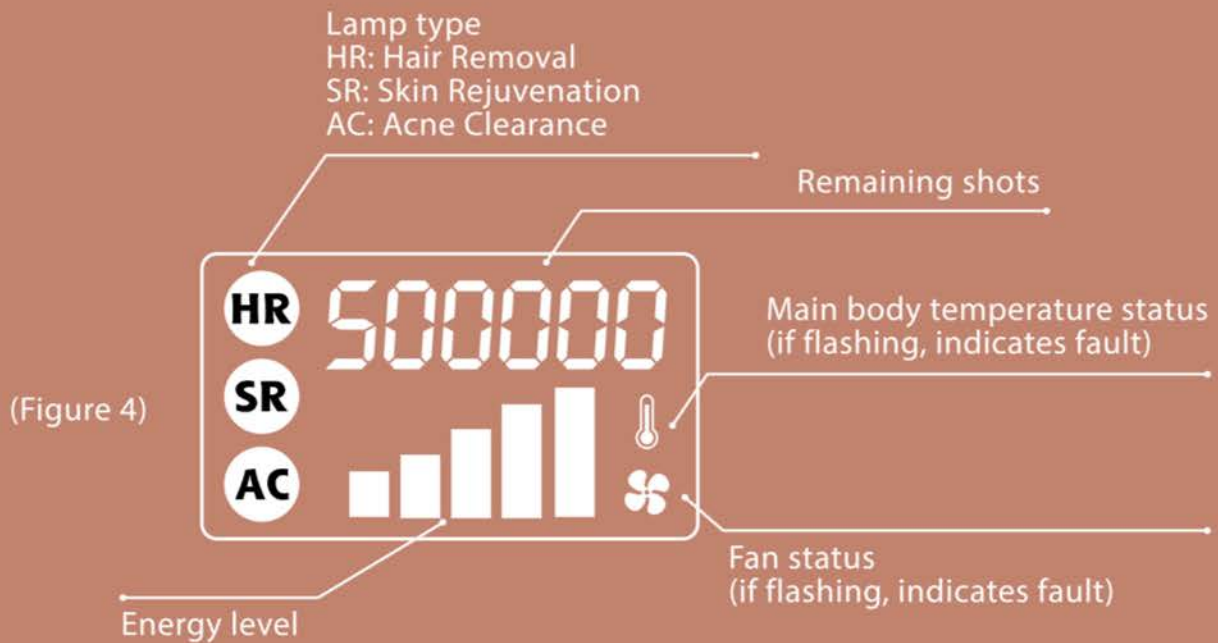 Lamp type
HR: Hair Removal
SR: Skin Rejuvenation
AC: Acne Clearance
Remaining shots
HR
500000
Main body temperature status
(if flashing, indicates fault)
SR
(Figure 4)
AC
Fan status
(if flashing, indicates fault)
Energy level